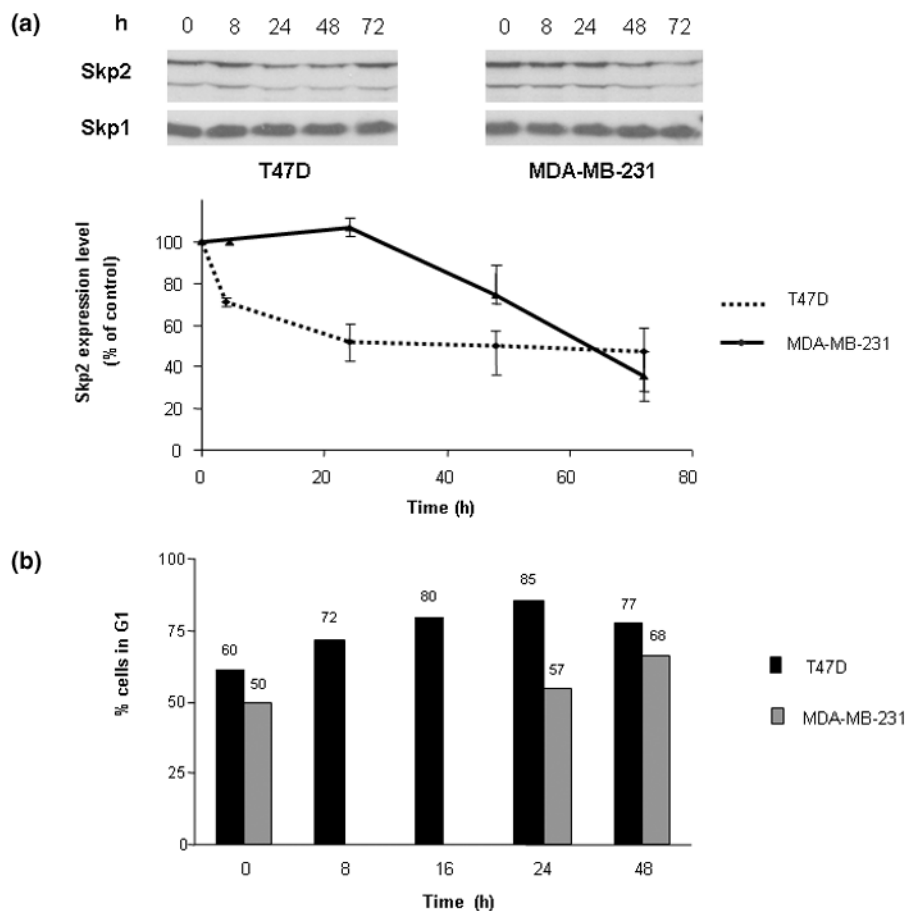 (a) h 0 8 24 48 72 0 8 24 48 72
Skp2
Skp1
T47D MDA-MB-231
Skp2 expression level
(% of control)
100
80
60
40
20
0
0 20 40 60 80
Time (h)
T47D
MDA-MB-231
(b)
% cells in G1
100
75
50
25
0
60 50 72 80 85 57 77 68
0 8 16 24 48
Time (h)
T47D
MDA-MB-231